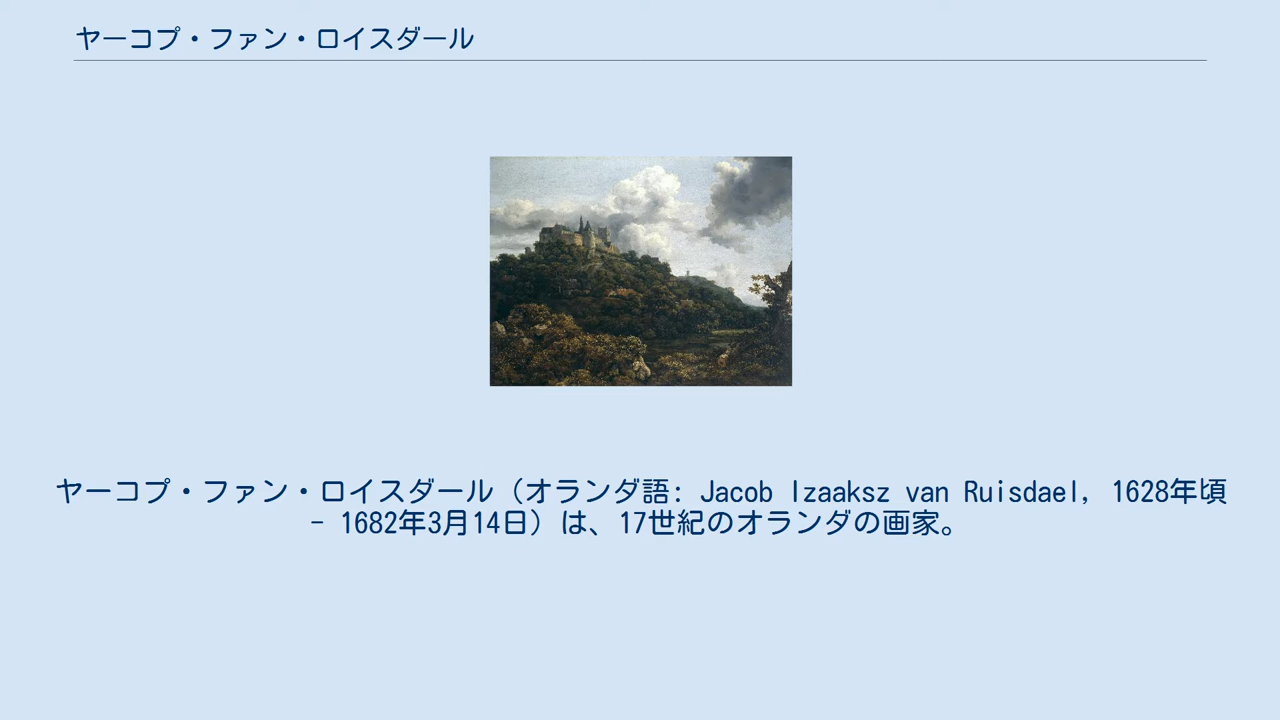 ヤーコプ・ファン・ロイスダール
ヤーコプ・ファン・ロイスダール（オランダ語: Jacob Izaaksz van Ruisdael, 1628年頃
- 1682年3月14日）は、17世紀のオランダの画家。